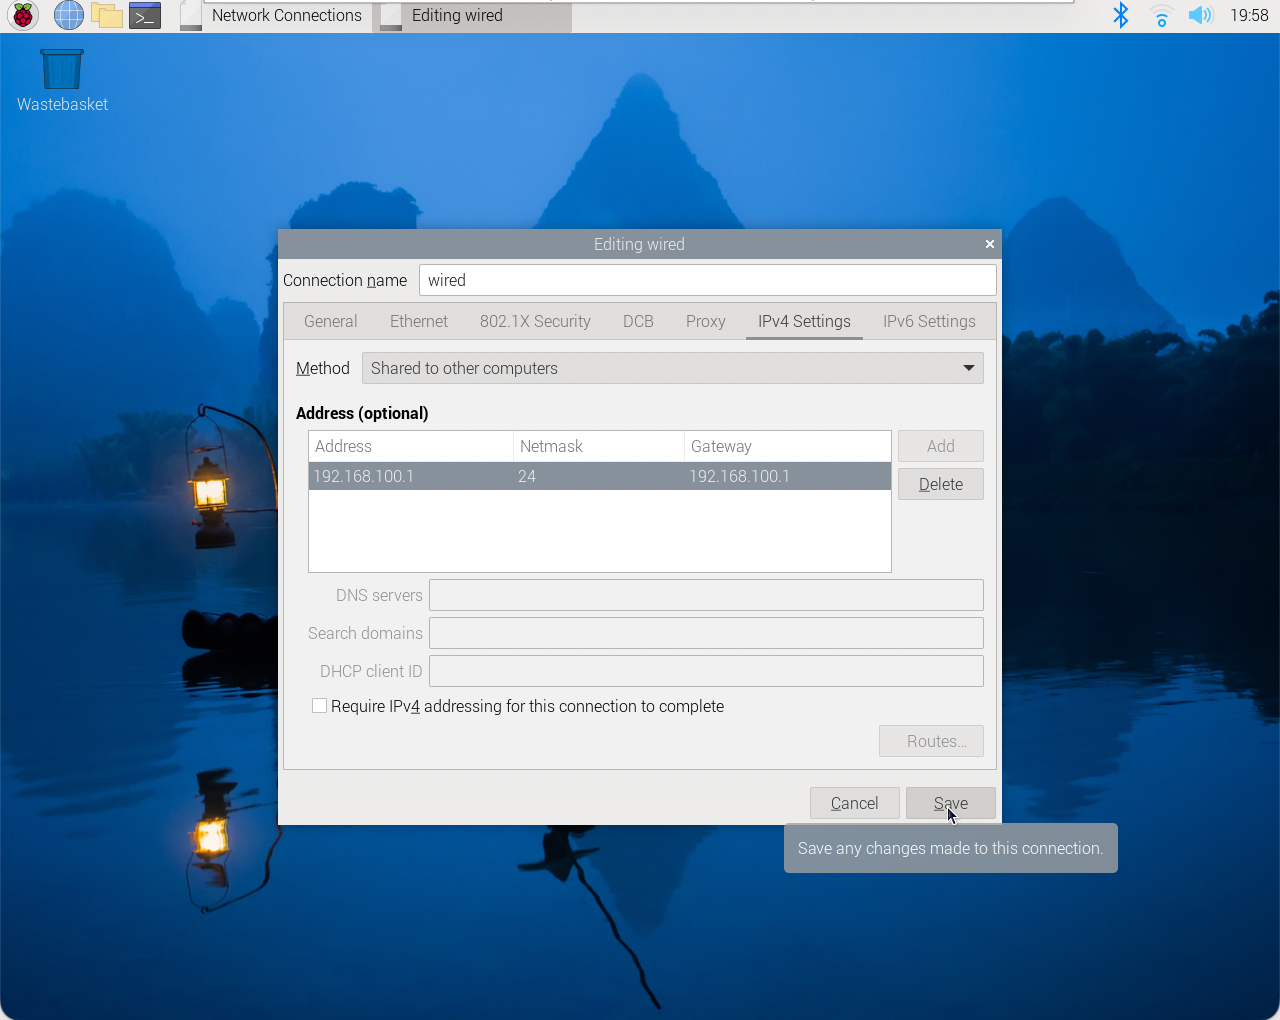 Network Connections
Editing wired
19:58
Wastebasket
Editing wired
Connection name
wired
General
Ethernet
802.1X Security
DCB
Proxy
IPv4 Settings
IPv6 Settings
Method
Shared to other computers
Address (optional)
Address
Netmask
Gateway
Add
192.168.100.1
24
192.168.100.1
Delete
DNS servers
Search domains
DHCP client ID
Require IPv4 addressing for this connection to complete
Routes...
Cancel
Save
Save any changes made to this connection.